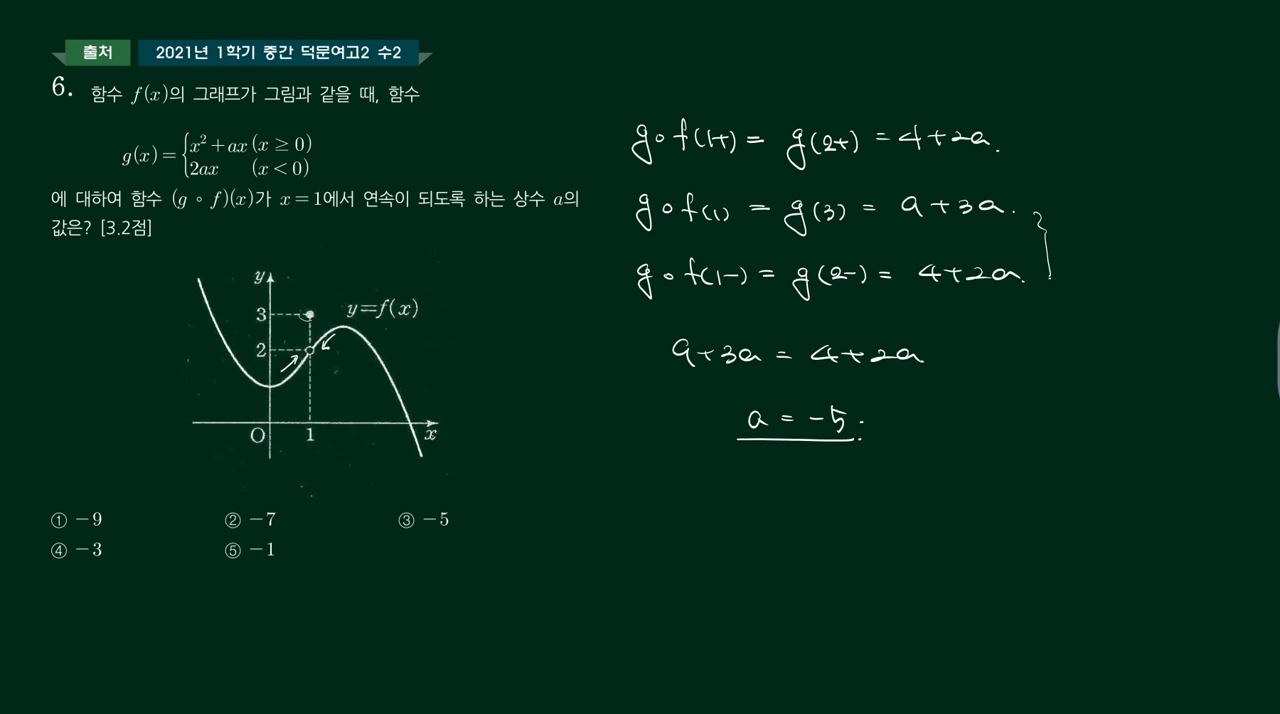 출처 2021년 1학기 중간 덕문여고2 수2
6. 함수 f(x)의 그래프가 그림과 같을 때, 함수
g(x) = { x² + ax (x ≥ 0)
2ax (x < 0)
에 대하여 함수 (g ∘ f)(x)가 x = 1에서 연속이 되도록 하는 상수 a의
값은? [3.2점]
y
3
y=f(x)
2
O 1 x
① −9 ② −7 ③ −5
④ −3 ⑤ −1
g∘f(1+) = g(2+) = 4+2a.
g∘f(1) = g(3) = 9+3a.
g∘f(1−) = g(2−) = 4+2a.
9+3a = 4+2a
a = −5.